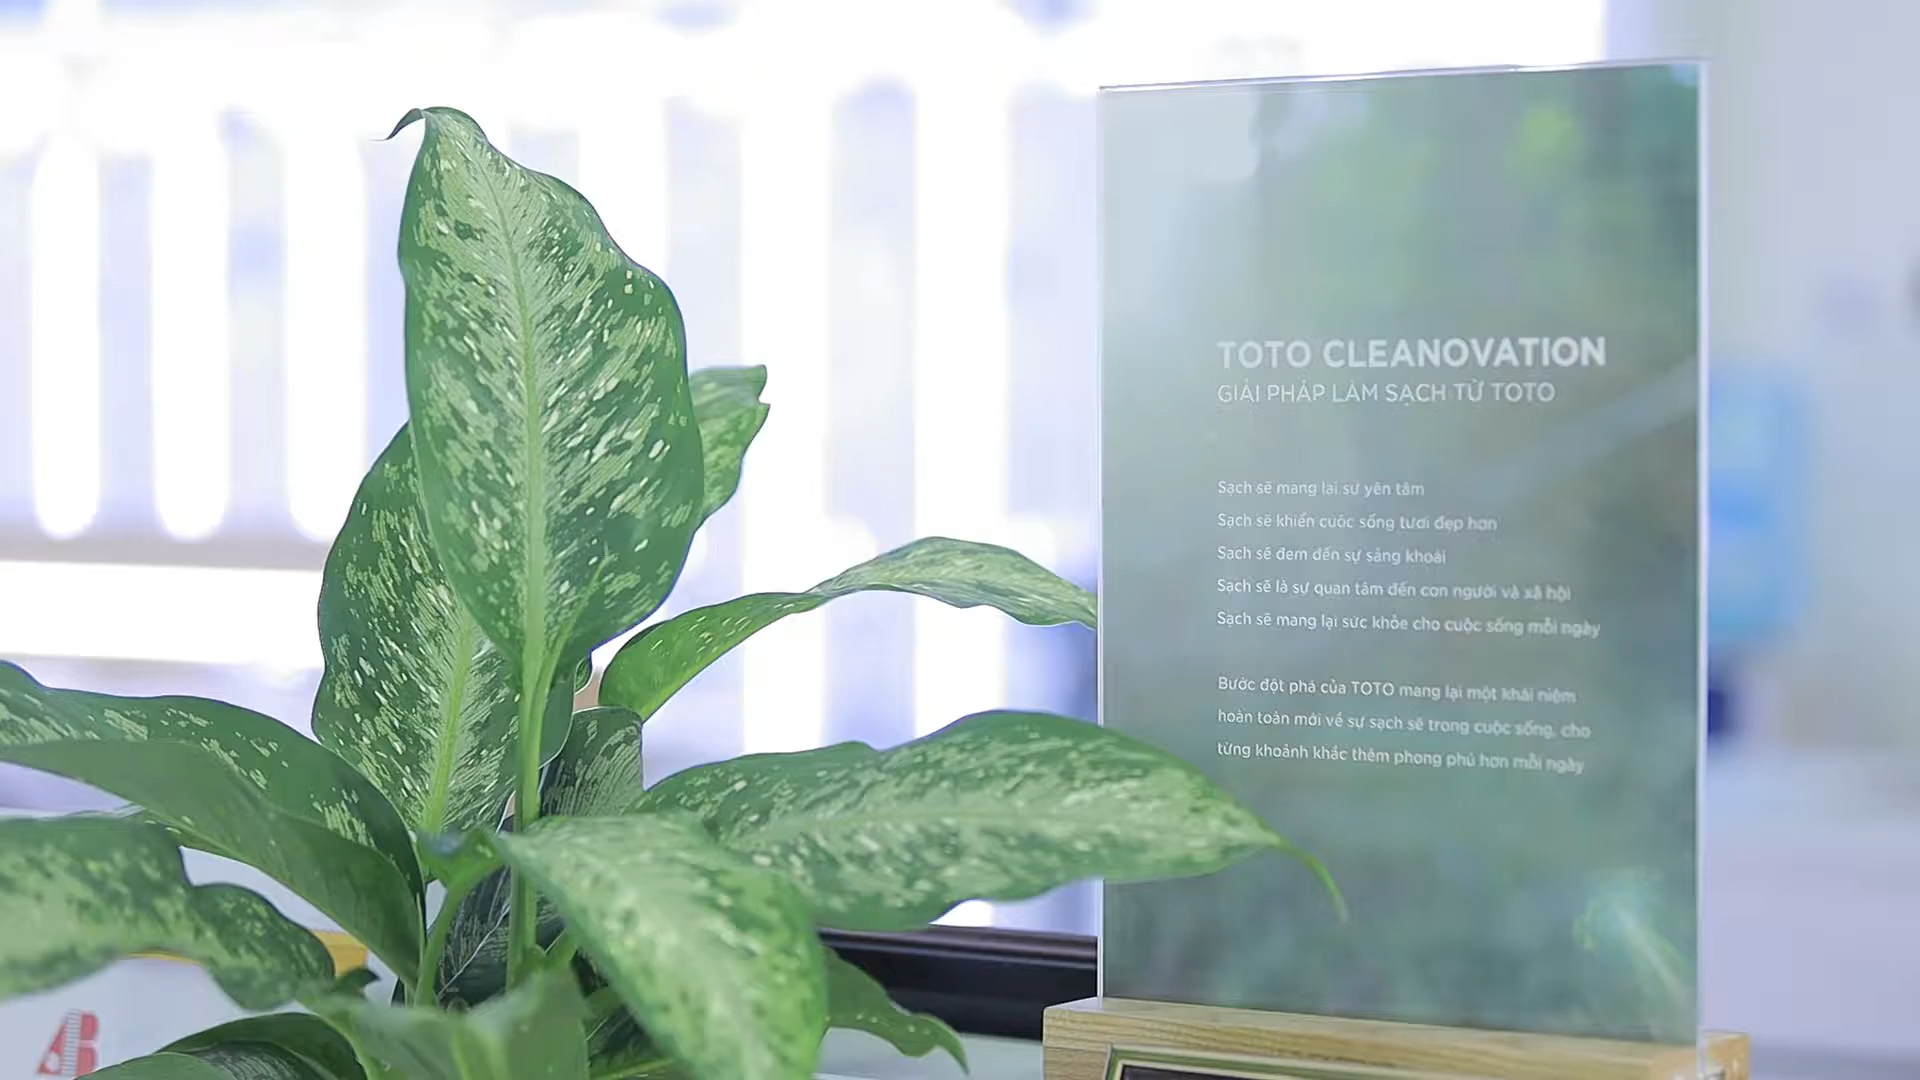 TOTO CLEANOVATION
GIẢI PHÁP LÀM SẠCH TỪ TOTO
Sạch sẽ mang lại sự yên tâm
Sạch sẽ khiến cuộc sống tươi đẹp hơn
Sạch sẽ đem đến sự sảng khoái
Sạch sẽ là sự quan tâm đến con người và xã hội
Sạch sẽ mang lại sức khỏe cho cuộc sống mỗi ngày
Bước đột phá của TOTO mang lại một khái niệm
hoàn toàn mới về sự sạch sẽ trong cuộc sống, cho
từng khoảnh khắc thêm phong phú hơn mỗi ngày
AB